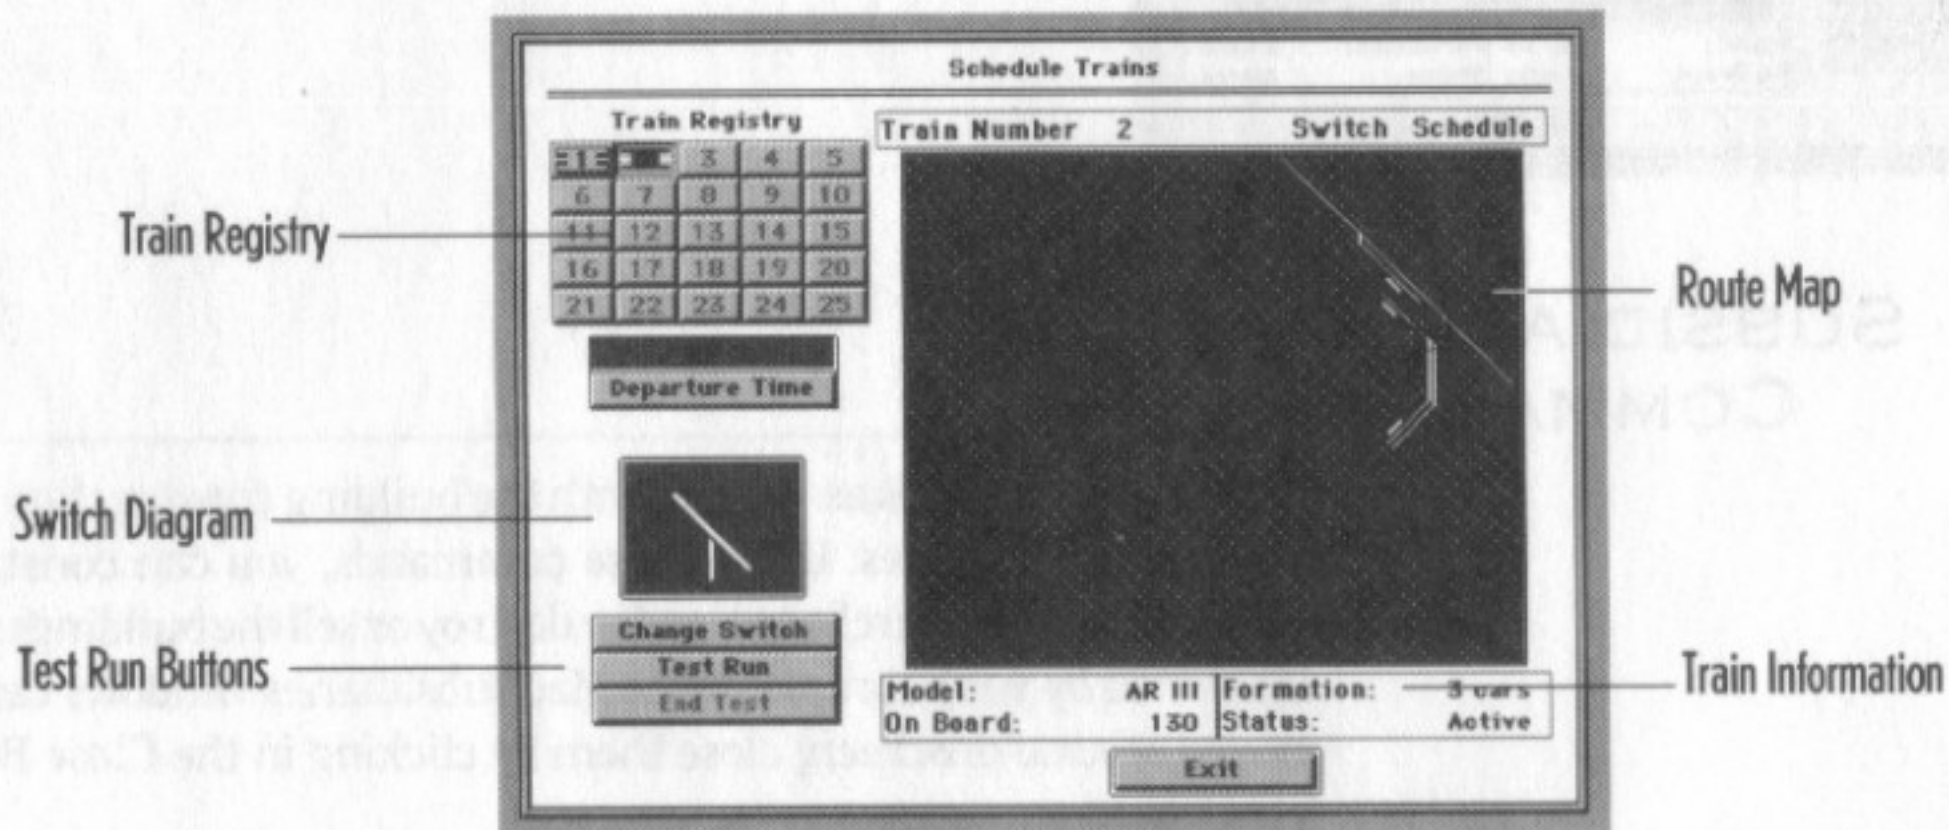 Schedule Trains
Train Registry
Train Number 2 Switch Schedule
1 3 4 5
6 7 8 9 10
11 12 13 14 15
16 17 18 19 20
21 22 23 24 25
Departure Time
Change Switch
Test Run
End Test
Model: AR III Formation: 3 cars
On Board: 130 Status: Active
Exit
Train Registry
Switch Diagram
Test Run Buttons
Route Map
Train Information